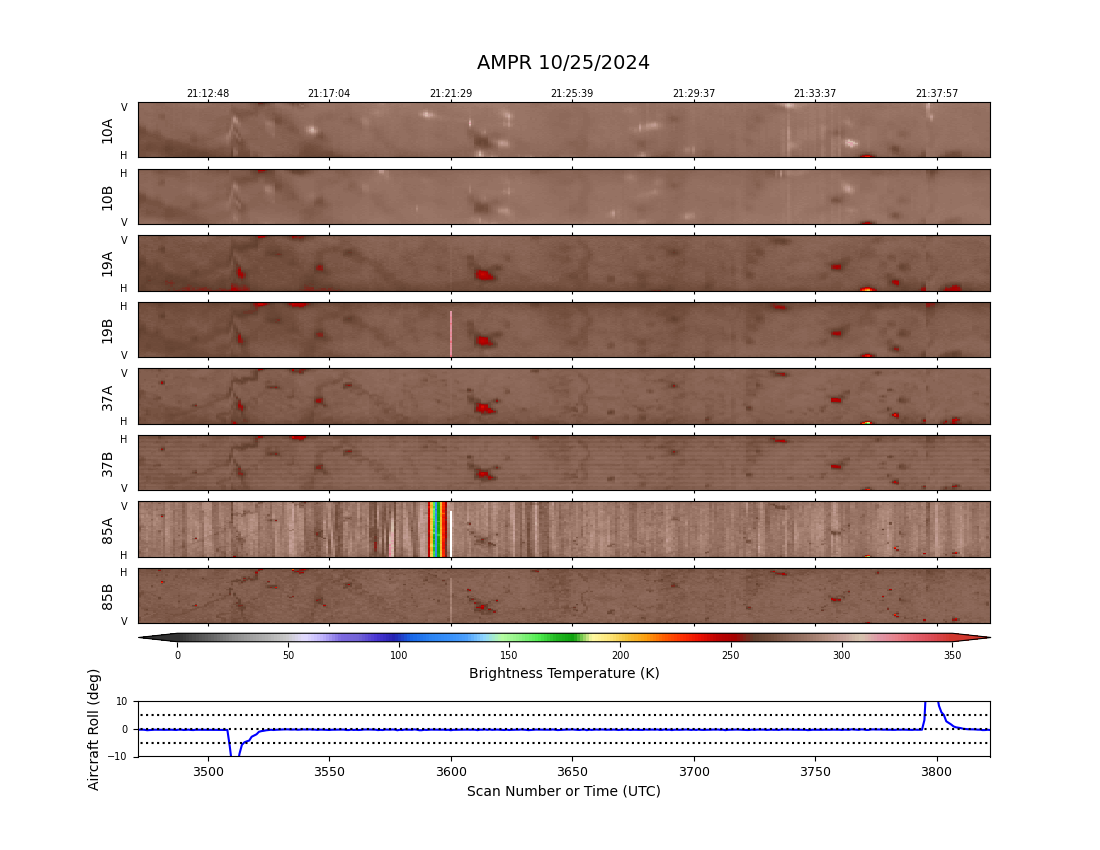 AMPR 10/25/2024
21:12:48 21:17:04 21:21:29 21:25:39 21:29:37 21:33:37 21:37:57
V
10A
H
H
10B
V
V
19A
H
H
19B
V
V
37A
H
H
37B
V
V
85A
H
H
85B
V
0 50 100 150 200 250 300 350
Brightness Temperature (K)
Aircraft Roll (deg)
10
0
−10
3500 3550 3600 3650 3700 3750 3800
Scan Number or Time (UTC)